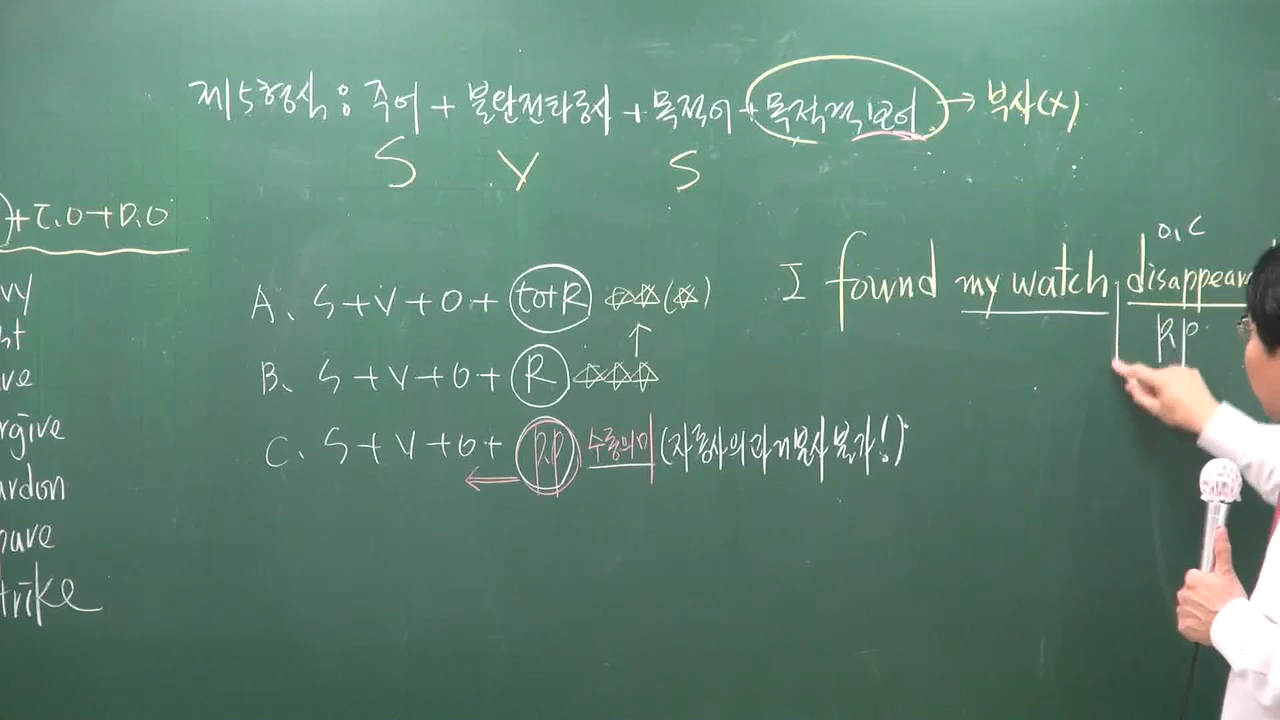 제5형식 : 주어 + 불완전타동사 + 목적어 + 목적격보어 → 부사(X)
S V S
+ I.O + D.O
A. S + V + O + to+R
B. S + V + O + R
C. S + V + O + P.P 수동의미 (자동사의 과거분사 불가!)
I found my watch disappear
O.C
P.P
vy
ht
ve
rgive
ardon
ave
trike